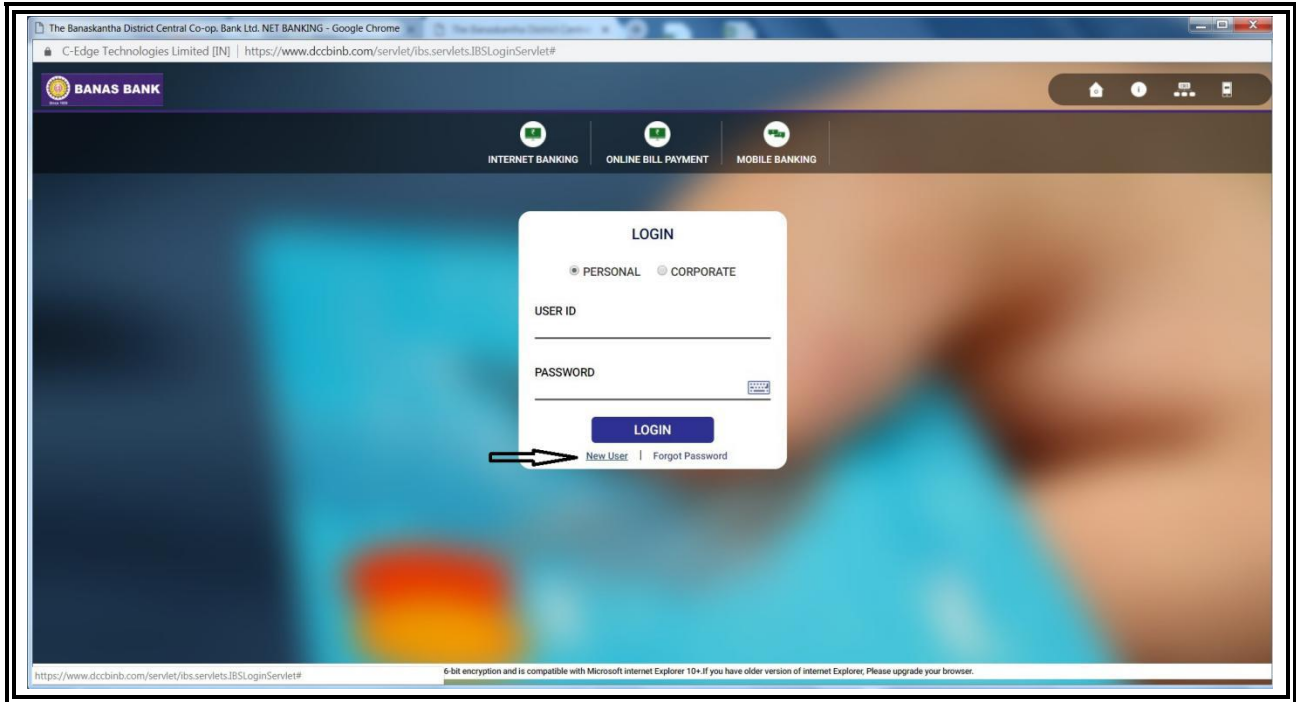 The Banaskantha District Central Co-op. Bank Ltd. NET BANKING - Google Chrome
C-Edge Technologies Limited [IN] | https://www.dccbinb.com/servlet/ibs.servlets.IBSLoginServlet#
BANAS BANK
INTERNET BANKING ONLINE BILL PAYMENT MOBILE BANKING
LOGIN
PERSONAL CORPORATE
USER ID
PASSWORD
LOGIN
New User | Forgot Password
https://www.dccbinb.com/servlet/ibs.servlets.IBSLoginServlet#
6-bit encryption and is compatible with Microsoft internet Explorer 10+.If you have older version of internet Explorer, Please upgrade your browser.